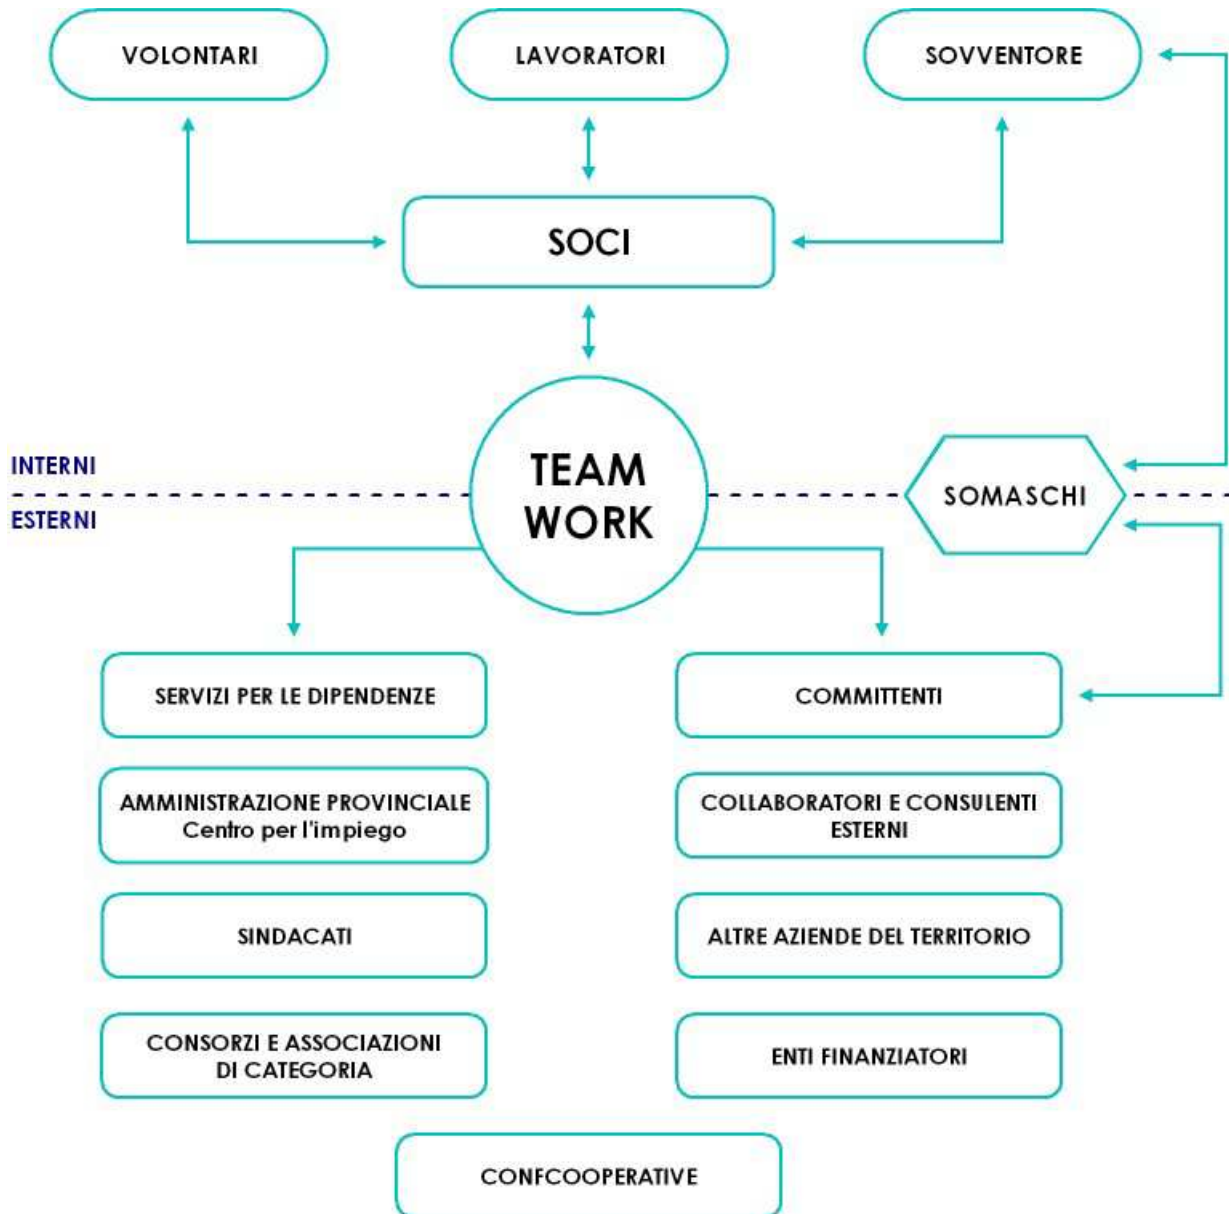 VOLONTARI
LAVORATORI
SOVVENTORE
SOCI
TEAM
WORK
INTERNI
ESTERNI
SOMASCHI
SERVIZI PER LE DIPENDENZE
COMMITTENTI
AMMINISTRAZIONE PROVINCIALE
Centro per l'impiego
COLLABORATORI E CONSULENTI
ESTERNI
SINDACATI
ALTRE AZIENDE DEL TERRITORIO
CONSORZI E ASSOCIAZIONI
DI CATEGORIA
ENTI FINANZIATORI
CONFCOOPERATIVE